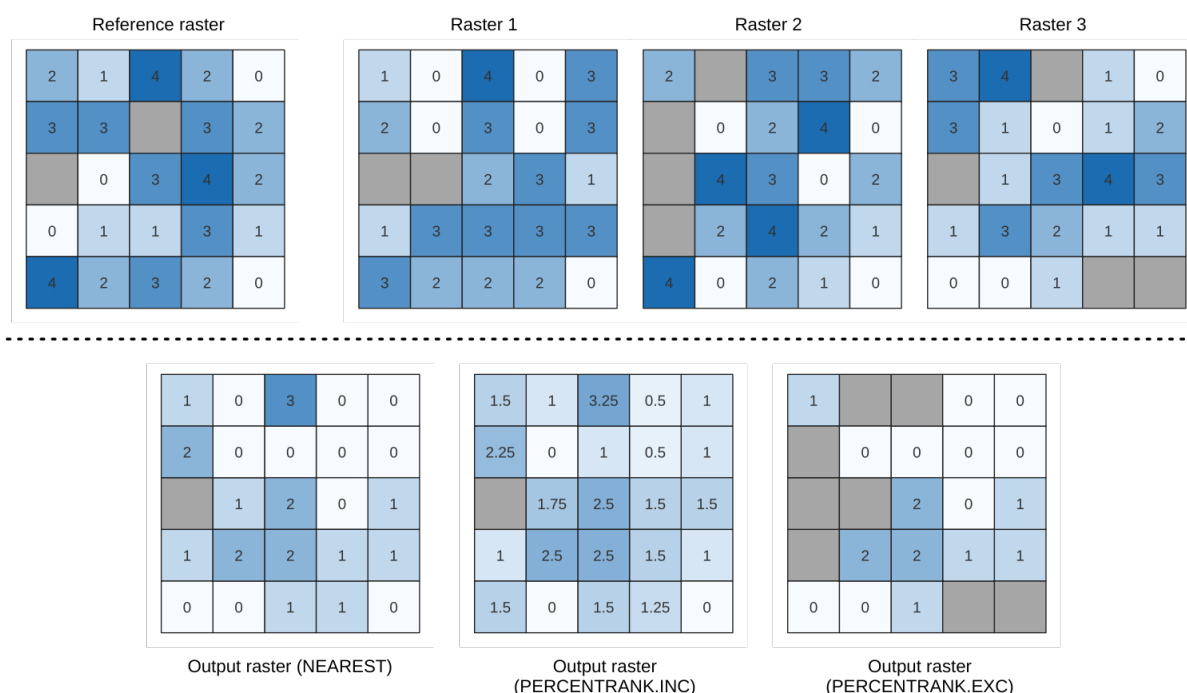 Reference raster Raster 1 Raster 2 Raster 3
2 1 4 2 0 1 0 4 0 3 2 3 3 2 3 4 1 0
3 3 3 2 2 0 3 0 3 0 2 4 0 3 1 0 1 2
0 3 4 2 2 3 1 4 3 0 2 1 3 4 3
0 1 1 3 1 1 3 3 3 3 2 4 2 1 1 3 2 1 1
4 2 3 2 0 3 2 2 2 0 4 0 2 1 0 0 0 1
1 0 3 0 0 1.5 1 3.25 0.5 1 1 0 0
2 0 0 0 0 2.25 0 1 0.5 1 0 0 0 0
1 2 0 1 1.75 2.5 1.5 1.5 2 0 1
1 2 2 1 1 1 2.5 2.5 1.5 1 2 2 1 1
0 0 1 1 0 1.5 0 1.5 1.25 0 0 0 1
Output raster (NEAREST) Output raster Output raster
(PERCENTRANK.INC) (PERCENTRANK.EXC)